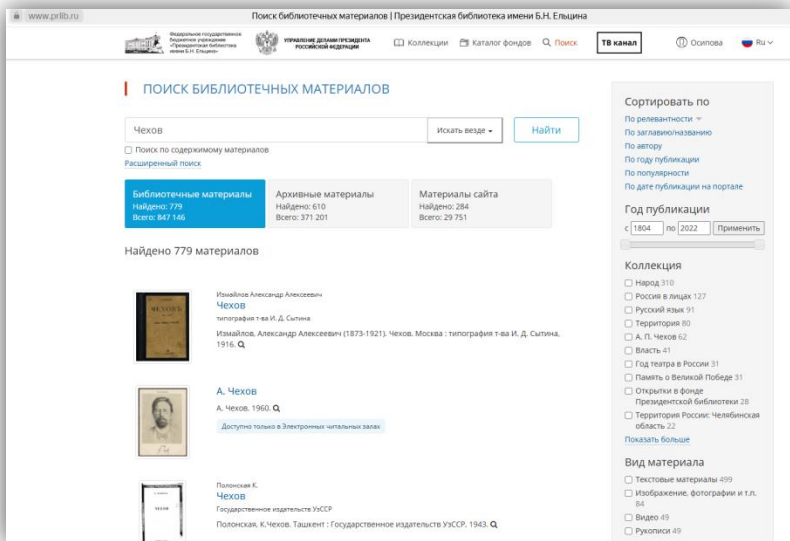 www.prlib.ru
Поиск библиотечных материалов | Президентская библиотека имени Б.Н. Ельцина
Федеральное государственное
бюджетное учреждение
«Президентская библиотека
имени Б.Н. Ельцина»
УПРАВЛЕНИЕ ДЕЛАМИ ПРЕЗИДЕНТА
РОССИЙСКОЙ ФЕДЕРАЦИИ
Коллекции
Каталог фондов
Поиск
ТВ канал
Осипова
Ru
ПОИСК БИБЛИОТЕЧНЫХ МАТЕРИАЛОВ
Чехов
Искать везде
Найти
Поиск по содержимому материалов
Расширенный поиск
Библиотечные материалы
Найдено: 779
Всего: 847 146
Архивные материалы
Найдено: 610
Всего: 371 201
Материалы сайта
Найдено: 284
Всего: 29 751
Найдено 779 материалов
ЧЕХОВЪ
Измайлов Александр Алексеевич
Чехов
типография т-ва И. Д. Сытина
Измайлов, Александр Алексеевич (1873-1921). Чехов. Москва : типография т-ва И. Д. Сытина,
1916.
А. Чехов
А. Чехов. 1960.
Доступно только в Электронных читальных залах
ЧЕХОВ
Полонская К.
Чехов
Государственное издательств УзССР
Полонская, К.Чехов. Ташкент : Государственное издательств УзССР, 1943.
Сортировать по
По релевантности
По заглавию/названию
По автору
По году публикации
По популярности
По дате публикации на портале
Год публикации
с 1804 по 2022 Применить
Коллекция
Народ 310
Россия в лицах 127
Русский язык 91
Территория 80
А. П. Чехов 62
Власть 41
Год театра в России 31
Память о Великой Победе 31
Открытки в фонде
Президентской библиотеки 28
Территория России: Челябинская
область 22
Показать больше
Вид материала
Текстовые материалы 499
Изображение, фотографии и т.п.
84
Видео 49
Рукописи 49